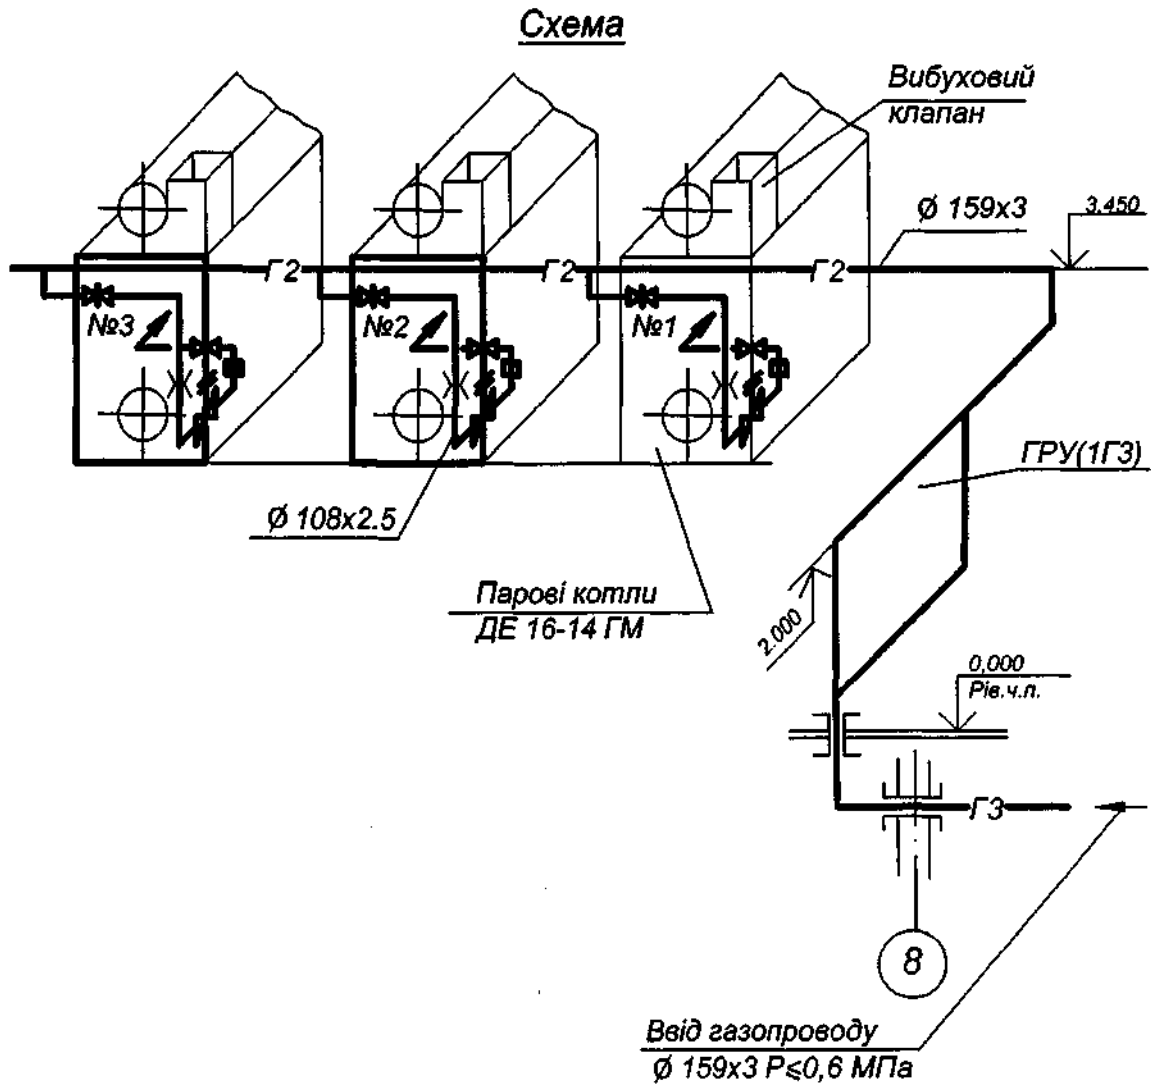 Схема
Вибуховий
клапан
Ø 159х3
3.450
Г2
Г2
Г2
№3
№2
№1
ГРУ(1Г3)
Ø 108х2.5
Парові котли
ДЕ 16-14 ГМ
2.000
0,000
Рів.ч.п.
Г3
8
Ввід газопроводу
Ø 159х3 Р⩽0,6 МПа